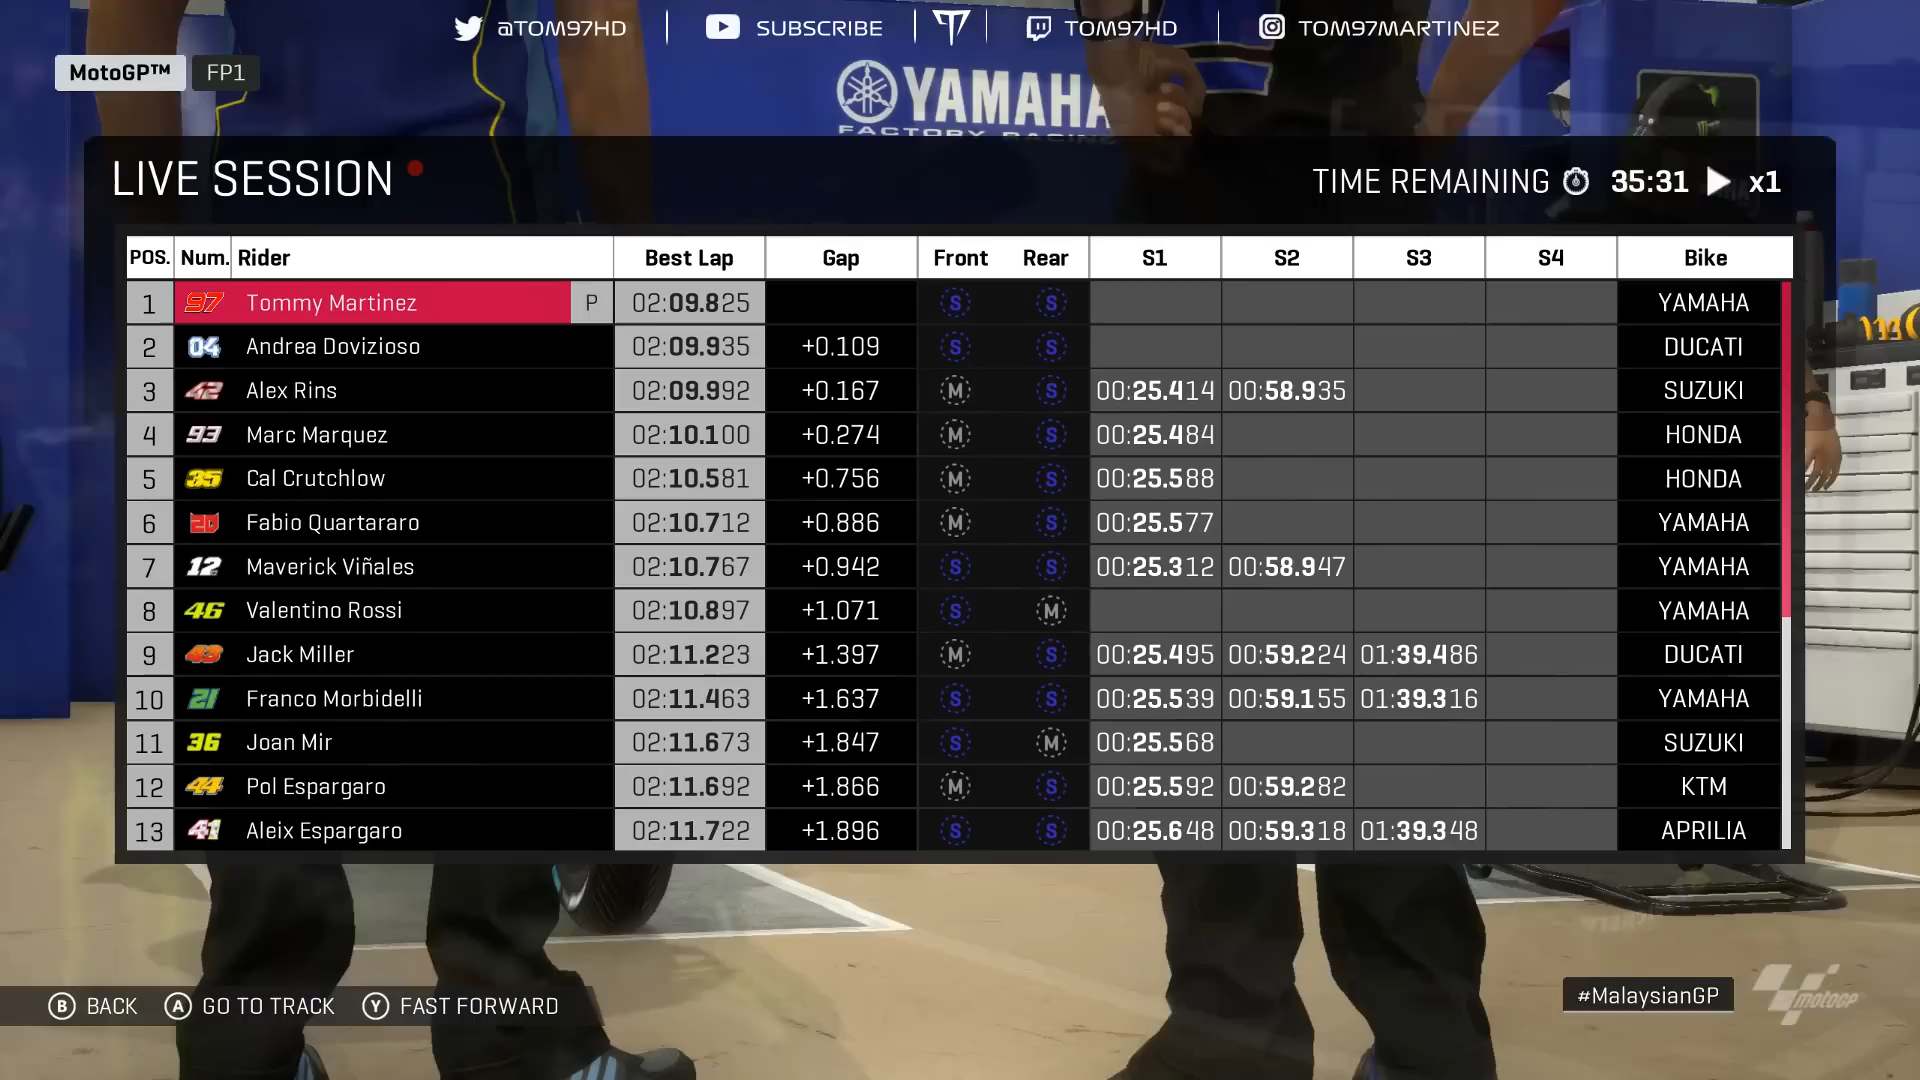 @TOM97HD SUBSCRIBE TOM97HD TOM97MARTINEZ
MotoGP™ FP1
YAMAHA
FACTORY RACING
LIVE SESSION TIME REMAINING 35:31 x1
POS. Num. Rider Best Lap Gap Front Rear S1 S2 S3 S4 Bike
1 97 Tommy Martinez P 02:09.825 S S YAMAHA
2 04 Andrea Dovizioso 02:09.935 +0.109 S S DUCATI
3 42 Alex Rins 02:09.992 +0.167 M S 00:25.414 00:58.935 SUZUKI
4 93 Marc Marquez 02:10.100 +0.274 M S 00:25.484 HONDA
5 35 Cal Crutchlow 02:10.581 +0.756 M S 00:25.588 HONDA
6 20 Fabio Quartararo 02:10.712 +0.886 M S 00:25.577 YAMAHA
7 12 Maverick Viñales 02:10.767 +0.942 S S 00:25.312 00:58.947 YAMAHA
8 46 Valentino Rossi 02:10.897 +1.071 S M YAMAHA
9 43 Jack Miller 02:11.223 +1.397 M S 00:25.495 00:59.224 01:39.486 DUCATI
10 21 Franco Morbidelli 02:11.463 +1.637 S S 00:25.539 00:59.155 01:39.316 YAMAHA
11 36 Joan Mir 02:11.673 +1.847 S M 00:25.568 SUZUKI
12 44 Pol Espargaro 02:11.692 +1.866 M S 00:25.592 00:59.282 KTM
13 41 Aleix Espargaro 02:11.722 +1.896 S S 00:25.648 00:59.318 01:39.348 APRILIA
B BACK A GO TO TRACK Y FAST FORWARD
#MalaysianGP motoGP